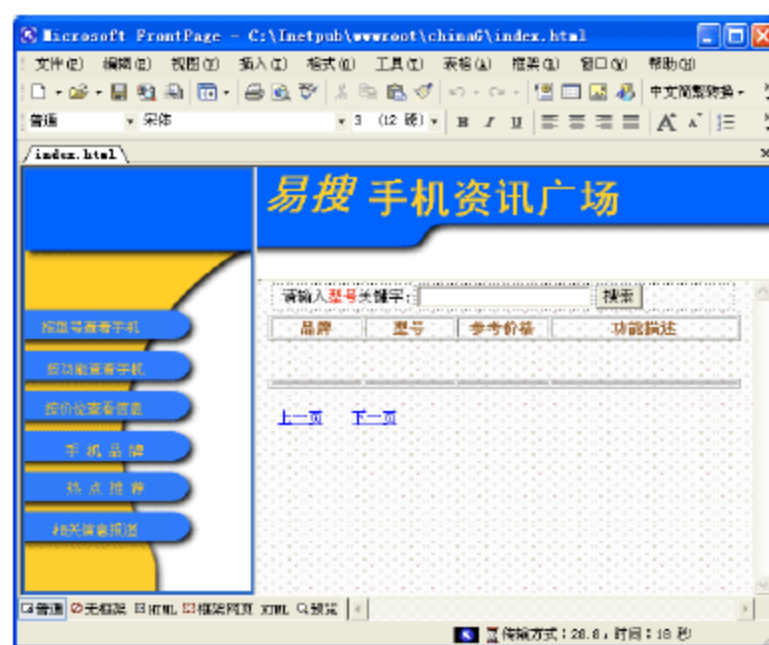 Microsoft FrontPage - C:\Inetpub\wwwroot\chinaG\index.html
文件(F) 编辑(E) 视图(V) 插入(I) 格式(O) 工具(T) 表格(A) 框架(R) 窗口(W) 帮助(H)
中文简繁转换
普通 宋体 3 (12 磅) B I U A A
/index.html\
易搜 手机资讯广场
请输入型号关键字: 搜索
品牌 型号 参考价格 功能描述
上一页 下一页
按型号查看手机
按功能查看手机
按价位查看信息
手机品牌
热点推荐
相关信息报道
普通 无框架 HTML 框架网页 HTML 预览
传输方式:28.8,时间:18 秒